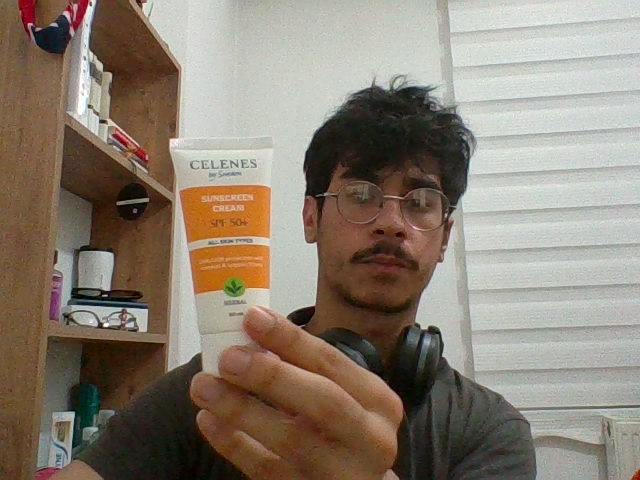 CELENES
by Sweden
SUNSCREEN
CREAM
SPF 50+
ALL SKIN TYPES
HERBAL